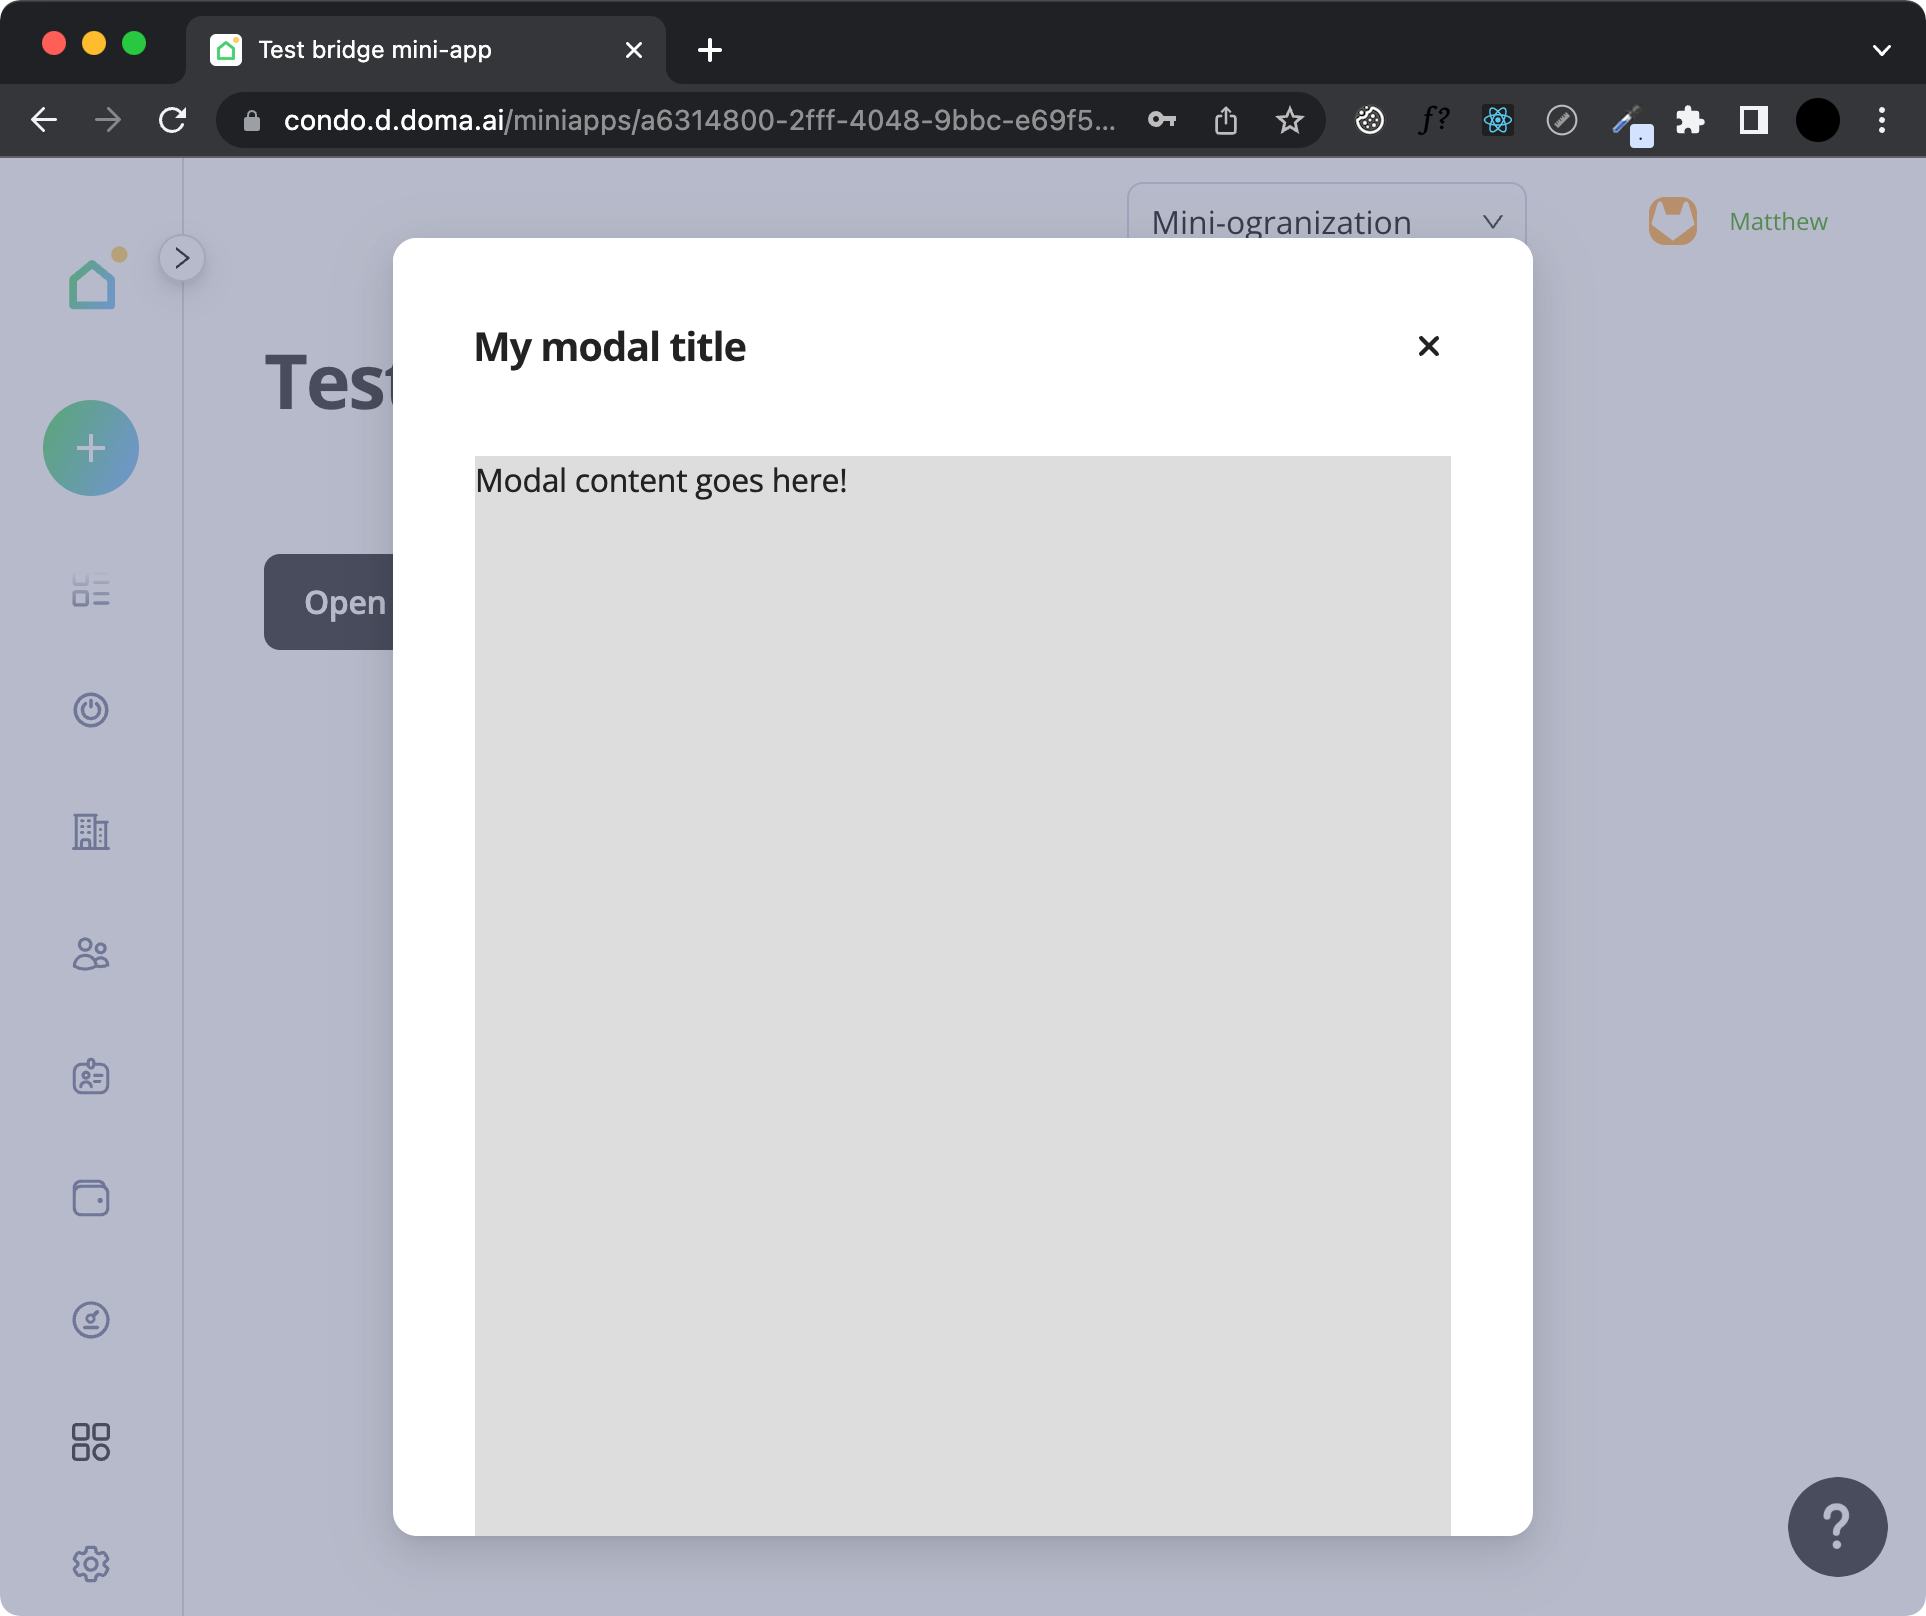 Test bridge mini-app
condo.d.doma.ai/miniapps/a6314800-2fff-4048-9bbc-e69f5...
f?
Mini-ogranization
Matthew
My modal title
Test
Modal content goes here!
Open
?